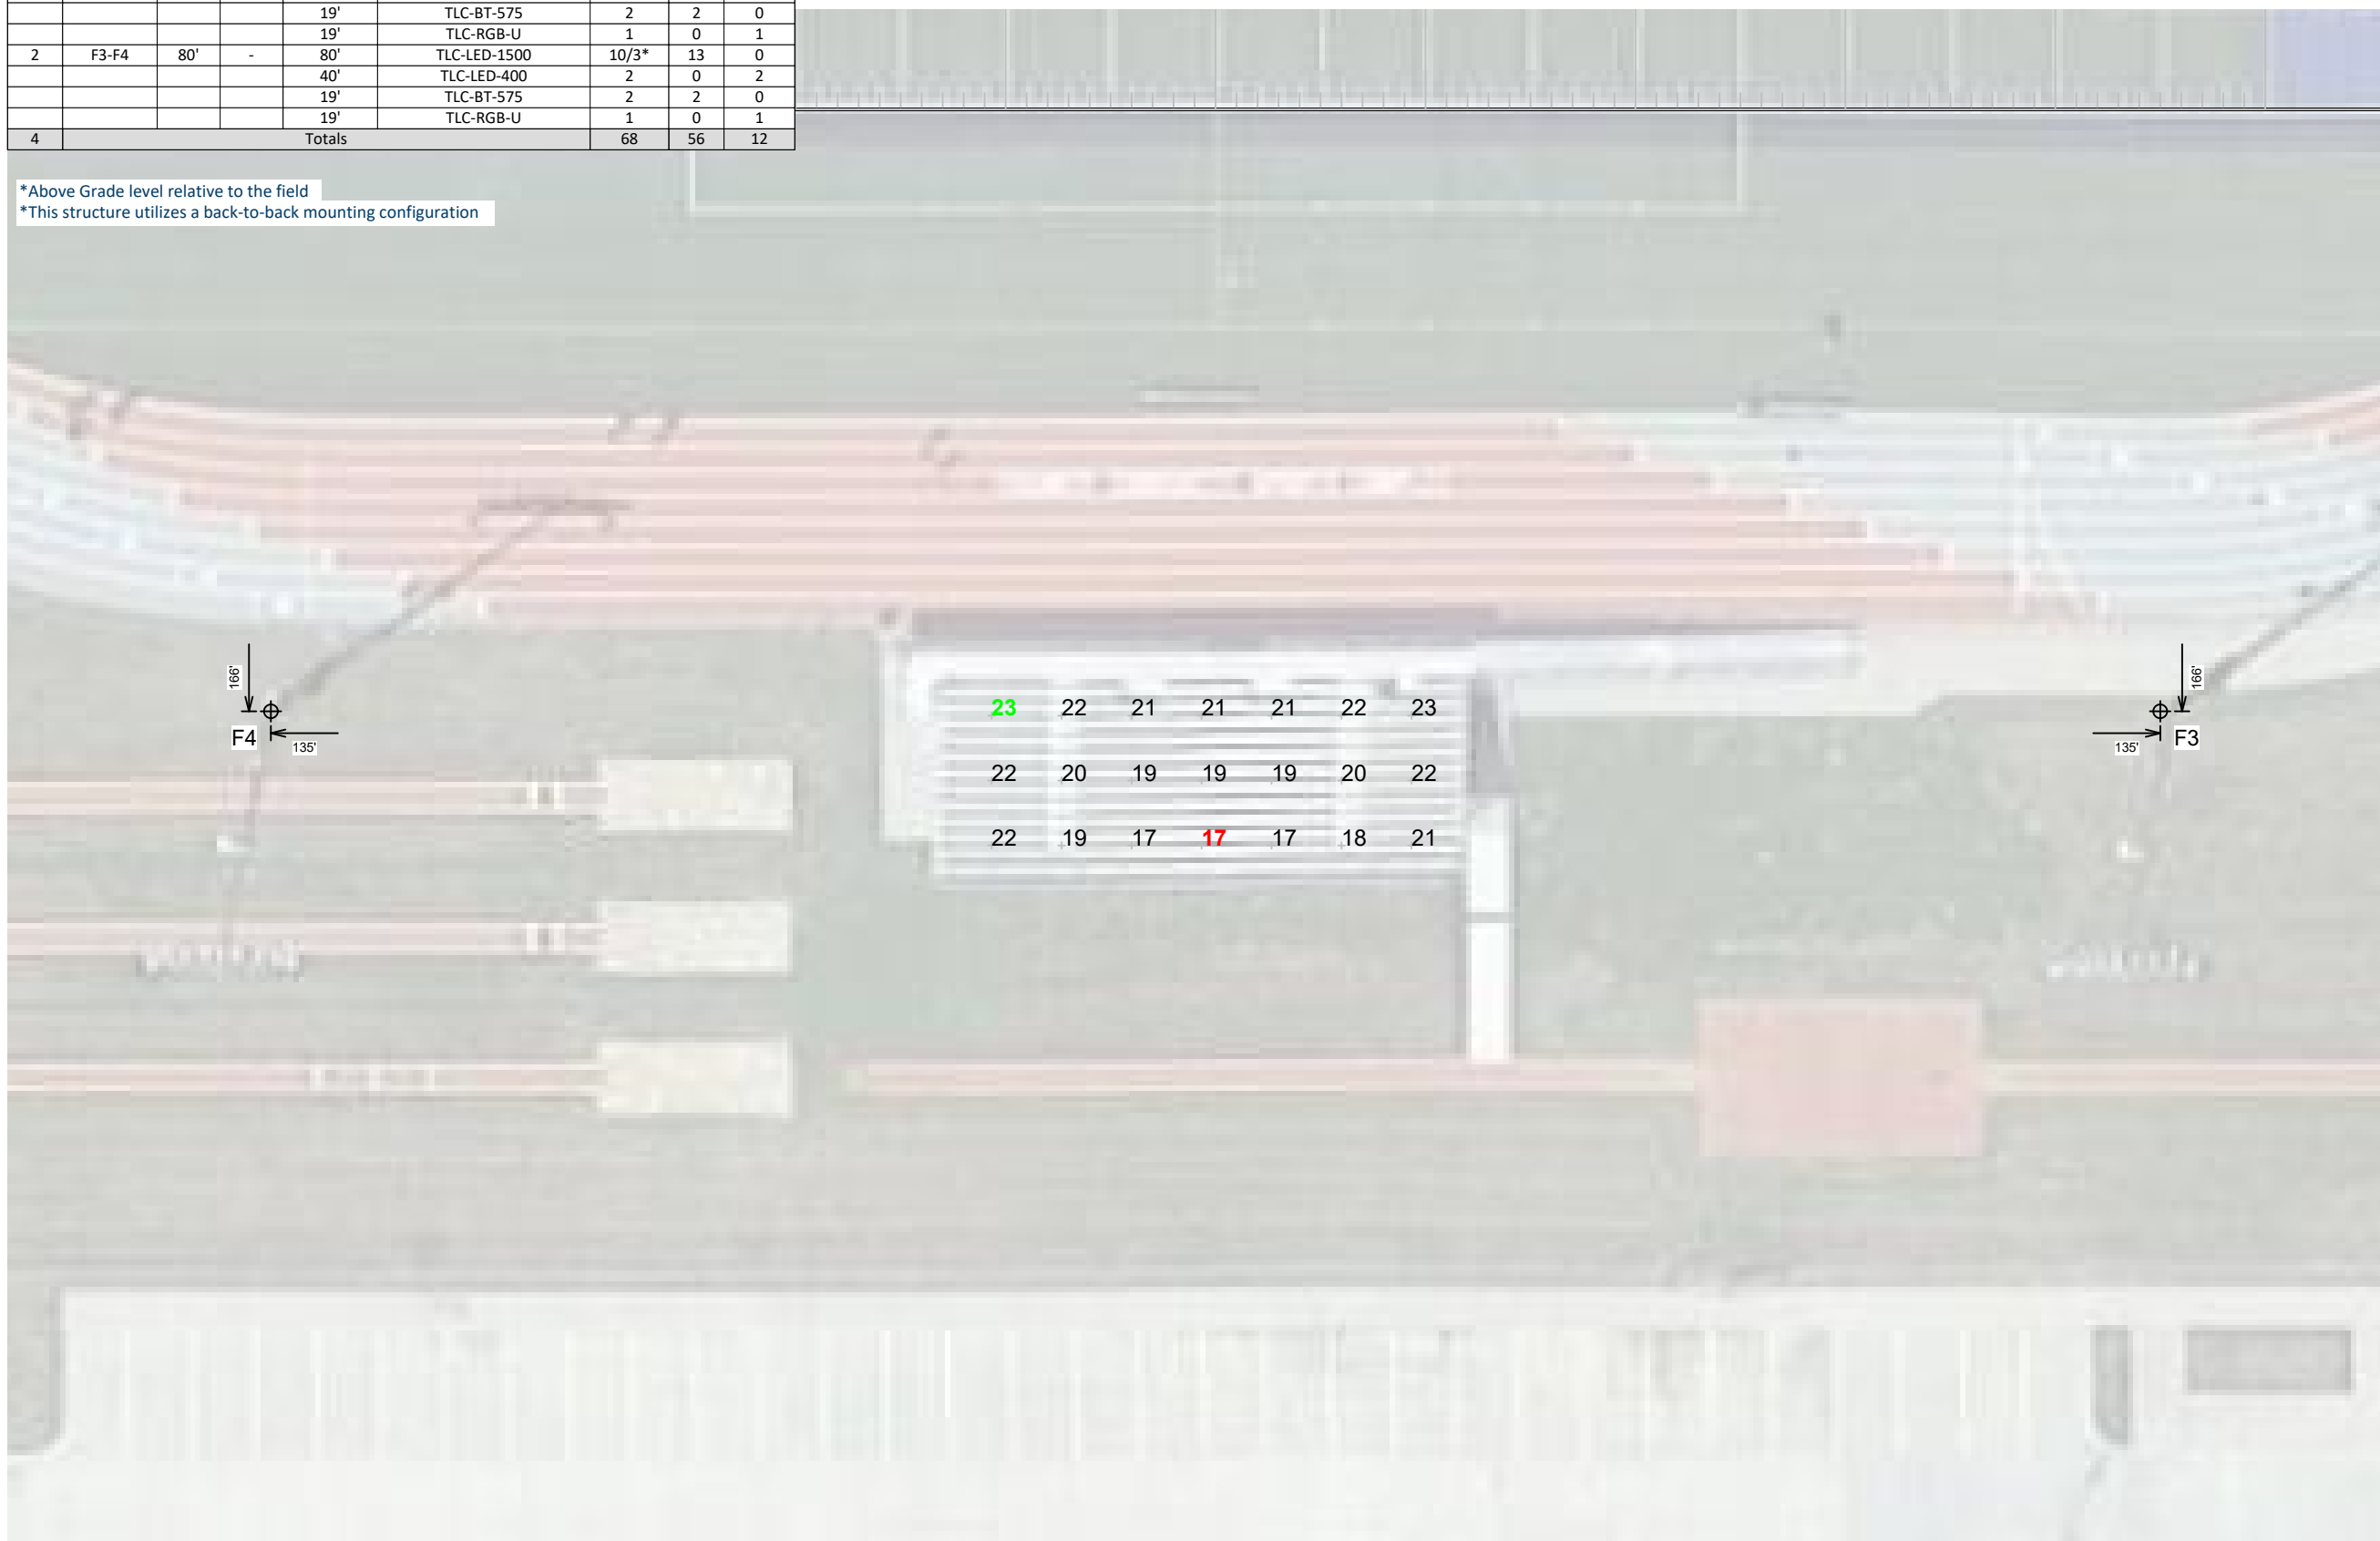 19' TLC-BT-575 2 2 0
19' TLC-RGB-U 1 0 1
2 F3-F4 80' - 80' TLC-LED-1500 10/3* 13 0
40' TLC-LED-400 2 0 2
19' TLC-BT-575 2 2 0
19' TLC-RGB-U 1 0 1
4 Totals 68 56 12
*Above Grade level relative to the field
*This structure utilizes a back-to-back mounting configuration
166'
F4
135'
23 22 21 21 21 22 23
22 20 19 19 19 20 22
22 19 17 17 17 18 21
166'
135'
F3